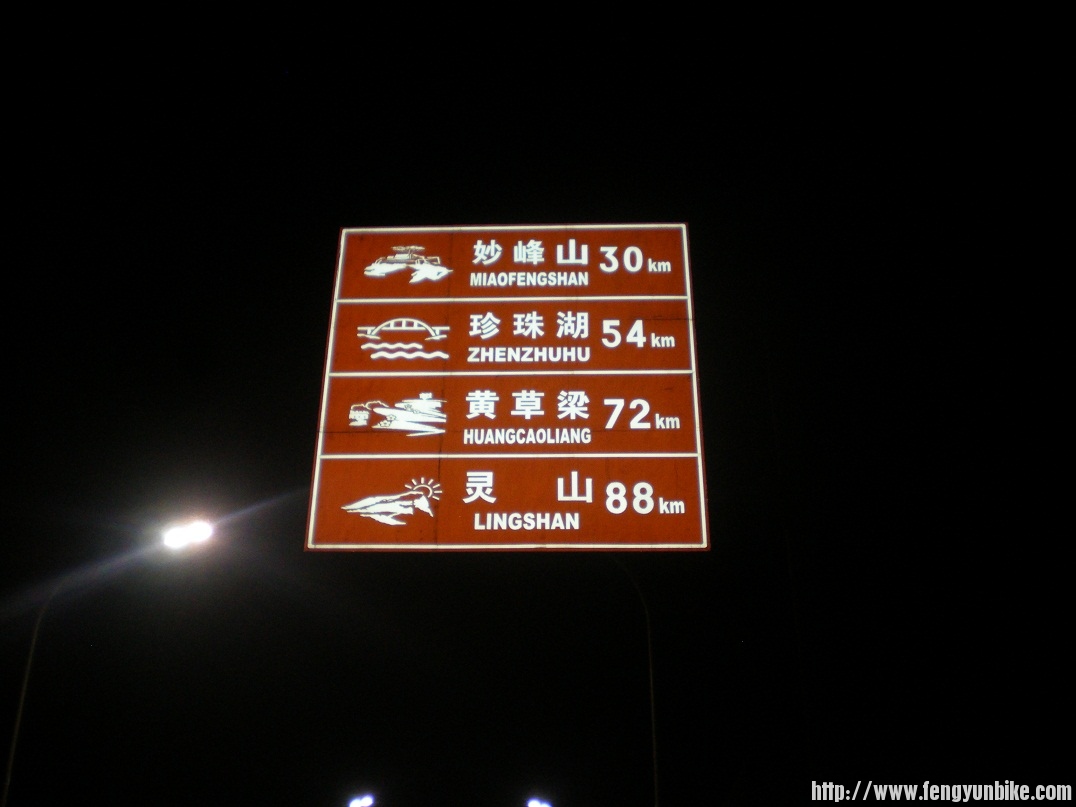 妙峰山 30km
MIAOFENGSHAN
珍珠湖 54km
ZHENZHUHU
黄草梁 72km
HUANGCAOLIANG
灵山 88km
LINGSHAN
http://www.fengyunbike.com